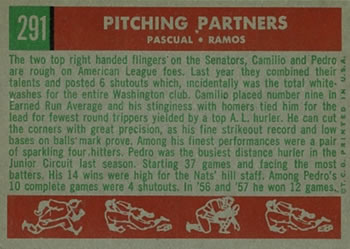 291
PITCHING PARTNERS
PASCUAL • RAMOS
The two top right handed flingers on the Senators, Camilio and Pedro
are rough on American League foes. Last year they combined their
talents and posted 6 shutouts which, incidentally was the total white-
washes for the entire Washington club. Camilio placed number nine in
Earned Run Average and his stinginess with homers tied him for the
lead for fewest round trippers yielded by a top A.L. hurler. He can cut
the corners with great precision, as his fine strikeout record and low
bases on balls mark prove. Among his finest performances were a pair
of sparkling four hitters. Pedro was the busiest distance hurler in the
Junior Circuit last season. Starting 37 games and facing the most
batters. His 14 wins were high for the Nats' hill staff. Among Pedro's
10 complete games were 4 shutouts. In '56 and '57 he won 12 games.
©T.C.G. PRINTED IN U.S.A.